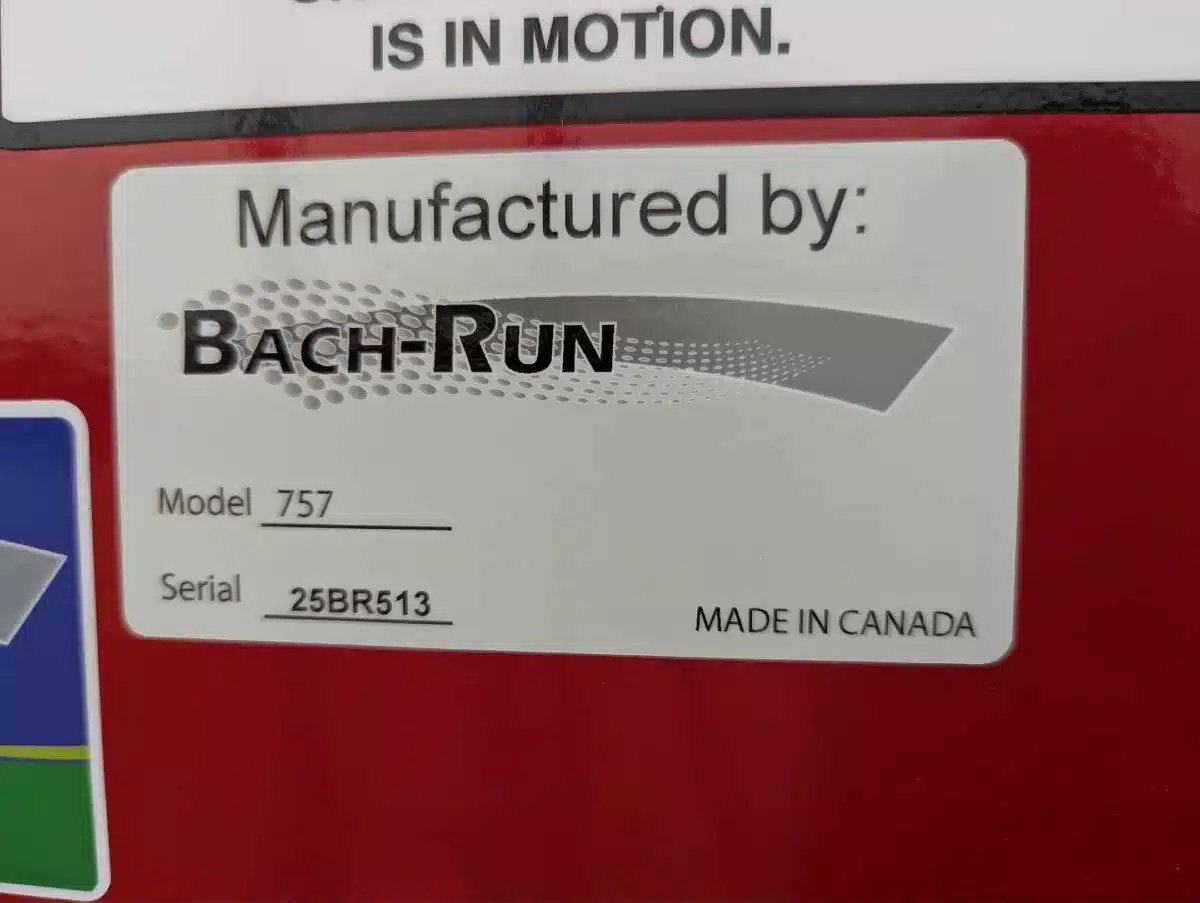 IS IN MOTION.
Manufactured by:
BACH-RUN
Model 757
Serial 25BR513
MADE IN CANADA